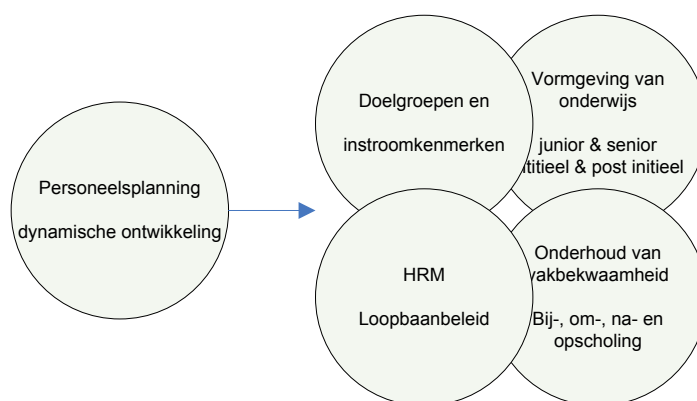 Personeelsplanning
dynamische ontwikkeling
Doelgroepen en
instroomkenmerken
Vormgeving van
onderwijs
junior & senior
& post initieel
HRM
Loopbaanbeleid
Onderhoud van
vakbekwaamheid
Bij-, om-, na- en
opscholing